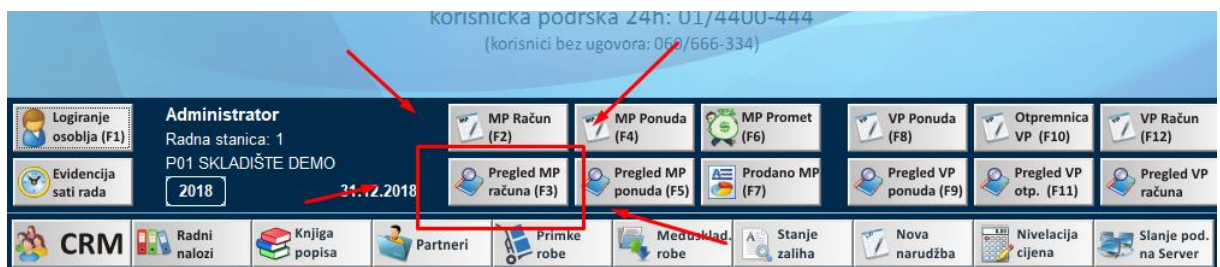 korisnička podrška 24h: 01/4400-444
(korisnici bez ugovora: 060/666-334)
Logiranje
osoblja (F1)
Administrator
Radna stanica: 1
P01 SKLADIŠTE DEMO
2018
31.12.2018
Evidencija
sati rada
MP Račun
(F2)
MP Ponuda
(F4)
MP Promet
(F6)
VP Ponuda
(F8)
Otpremnica
VP (F10)
VP Račun
(F12)
Pregled MP
računa (F3)
Pregled MP
ponuda (F5)
Prodano MP
(F7)
Pregled VP
ponuda (F9)
Pregled VP
otp. (F11)
Pregled VP
računa
CRM
Radni
nalozi
Knjiga
popisa
Partneri
Primke
robe
Međusklad.
robe
Stanje
zaliha
Nova
narudžba
Nivelacija
cijena
Slanje pod.
na Server